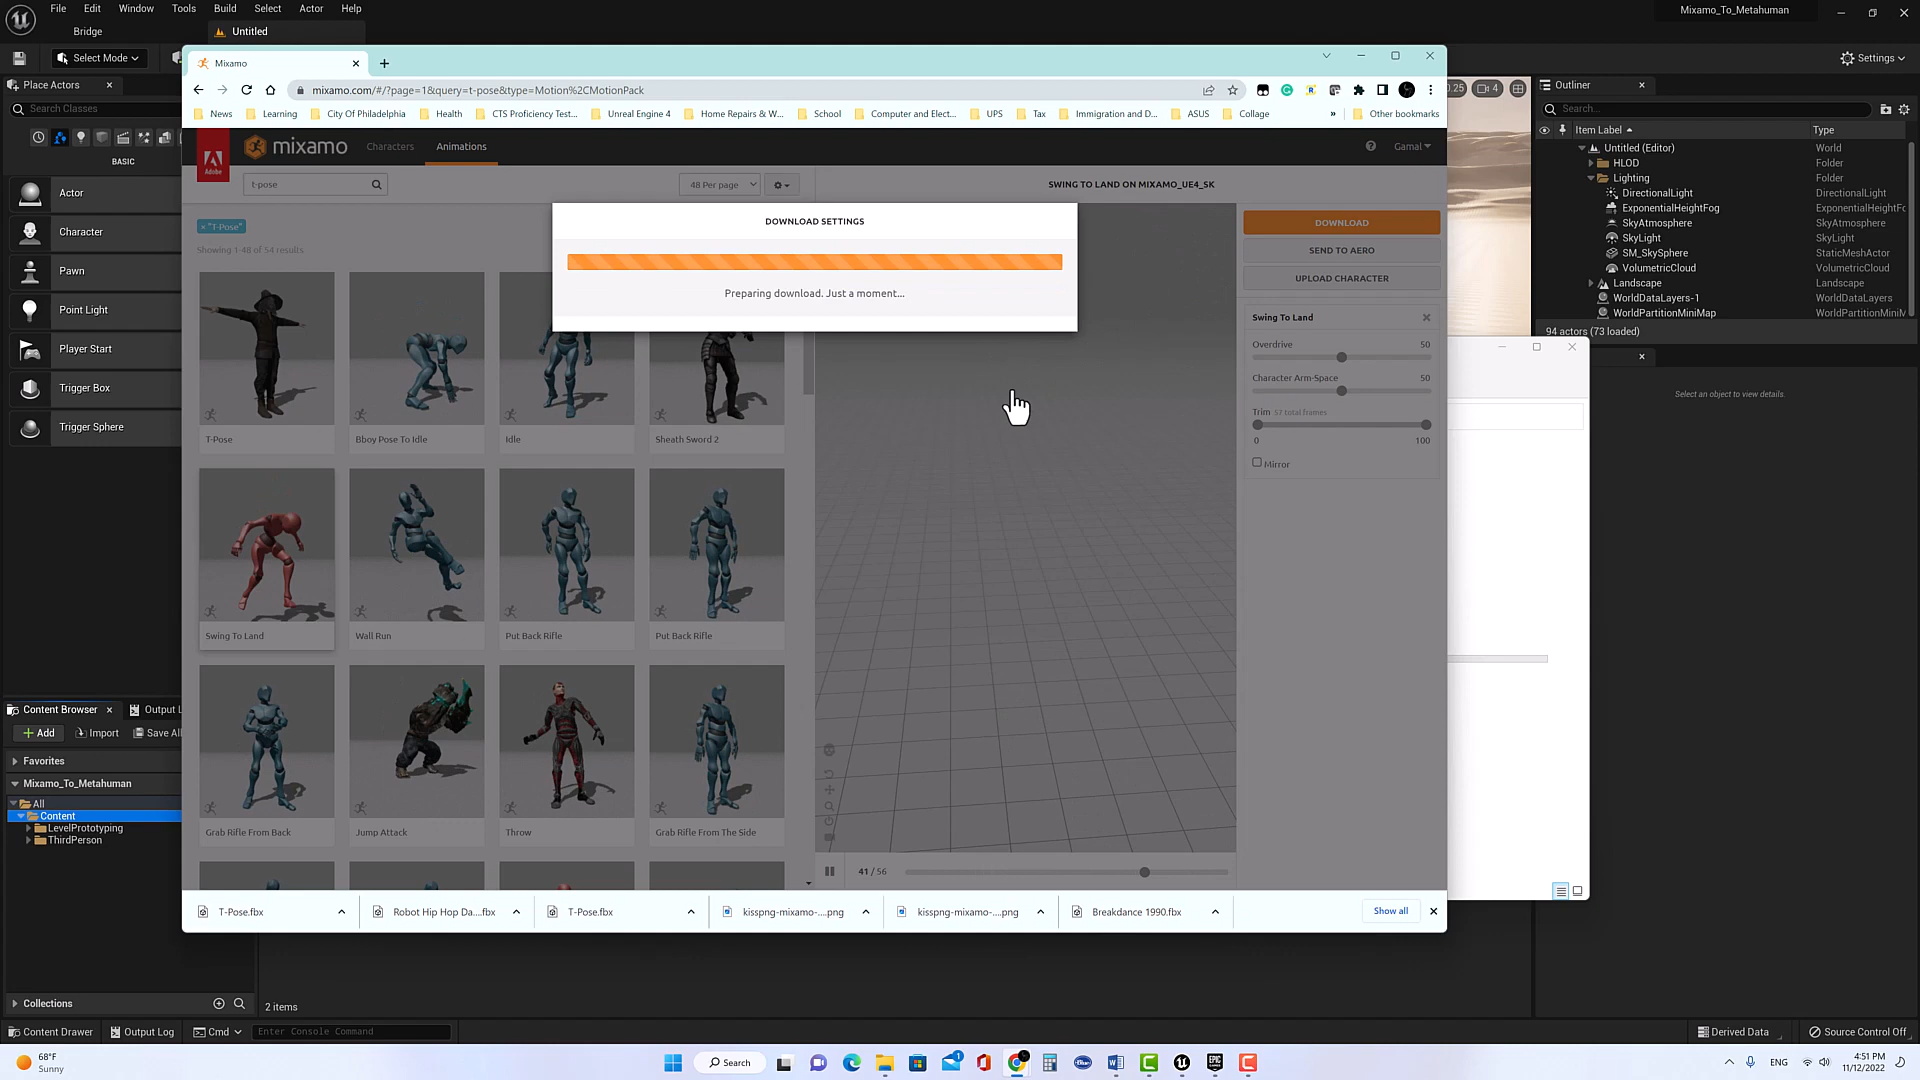 File Edit Window Tools Build Select Actor Help
Mixamo_To_Metahuman
Bridge
Untitled
Select Mode
Settings
Mixamo
mixamo.com/#/?page=1&query=t-pose&type=Motion%2CMotionPack
News Learning City Of Philadelphia Health CTS Proficiency Test... Unreal Engine 4 Home Repairs & W... School Computer and Elect... UPS Tax Immigration and D... ASUS Collage » Other bookmarks
Place Actors
Search Classes
BASIC
Actor
Character
Pawn
Point Light
Player Start
Trigger Box
Trigger Sphere
Adobe
mixamo
Characters
Animations
Gamal
t-pose
48 Per page
SWING TO LAND ON MIXAMO_UE4_SK
× "T-Pose"
Showing 1-48 of 54 results
DOWNLOAD SETTINGS
Preparing download. Just a moment...
T-Pose
Bboy Pose To Idle
Idle
Sheath Sword 2
Swing To Land
Wall Run
Put Back Rifle
Put Back Rifle
Grab Rifle From Back
Jump Attack
Throw
Grab Rifle From The Side
DOWNLOAD
SEND TO AERO
UPLOAD CHARACTER
Swing To Land
Overdrive 50
Character Arm-Space 50
Trim 57 total frames
0 100
Mirror
41 / 56
T-Pose.fbx
Robot Hip Hop Da....fbx
T-Pose.fbx
kisspng-mixamo-....png
kisspng-mixamo-....png
Breakdance 1990.fbx
Show all
0.25
4
Outliner
Search...
Item Label Type
Untitled (Editor) World
HLOD Folder
Lighting Folder
DirectionalLight DirectionalLight
ExponentialHeightFog ExponentialHeightFc
SkyAtmosphere SkyAtmosphere
SkyLight SkyLight
SM_SkySphere StaticMeshActor
VolumetricCloud VolumetricCloud
Landscape Landscape
WorldDataLayers-1 WorldDataLayers
WorldPartitionMiniMap WorldPartitionMiniM
94 actors (73 loaded)
Select an object to view details.
Content Browser
Output L
Add
Import
Save All
Favorites
Mixamo_To_Metahuman
All
Content
LevelPrototyping
ThirdPerson
Collections
2 items
Content Drawer
Output Log
Cmd
Enter Console Command
Derived Data
Source Control Off
68°F
Sunny
Search
1
ENG
4:51 PM
11/12/2022